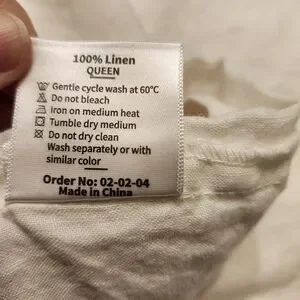 100% Linen
QUEEN
Gentle cycle wash at 60°C
Do not bleach
Iron on medium heat
Tumble dry medium
Do not dry clean
Wash separately or with
similar color
Order No: 02-02-04
Made in China